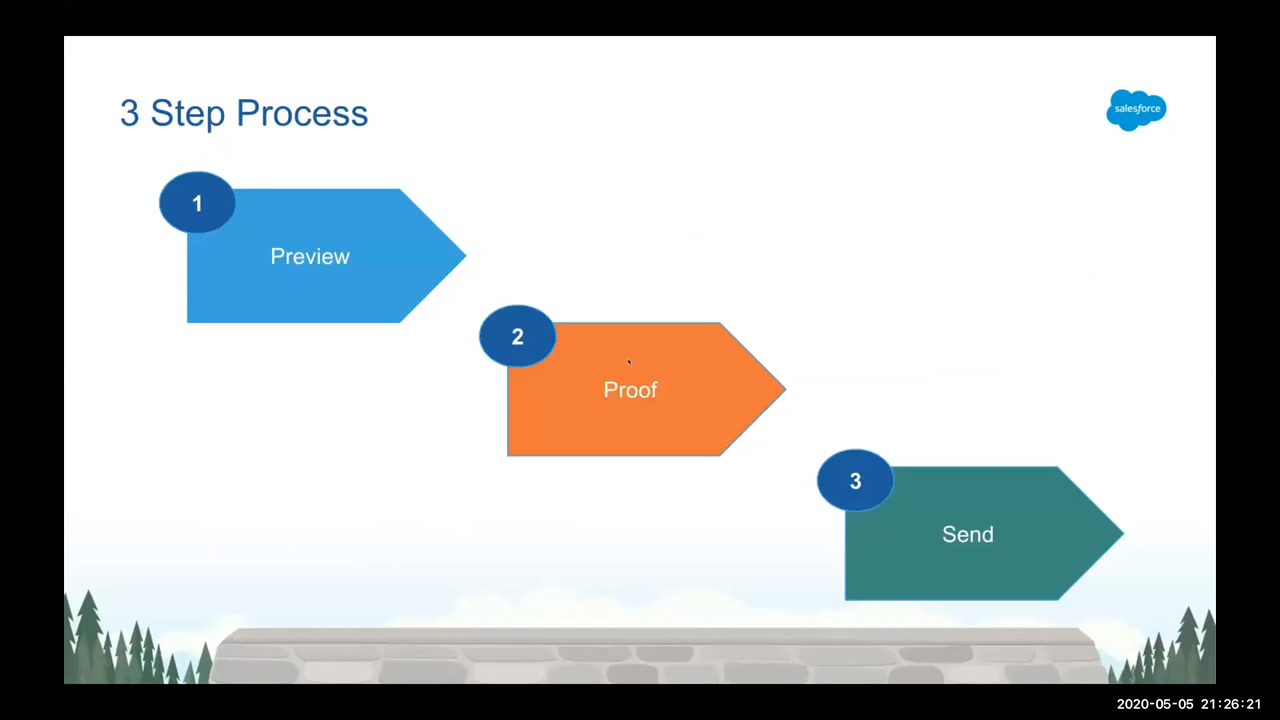 3 Step Process
salesforce
1
Preview
2
Proof
3
Send
2020-05-05 21:26:21